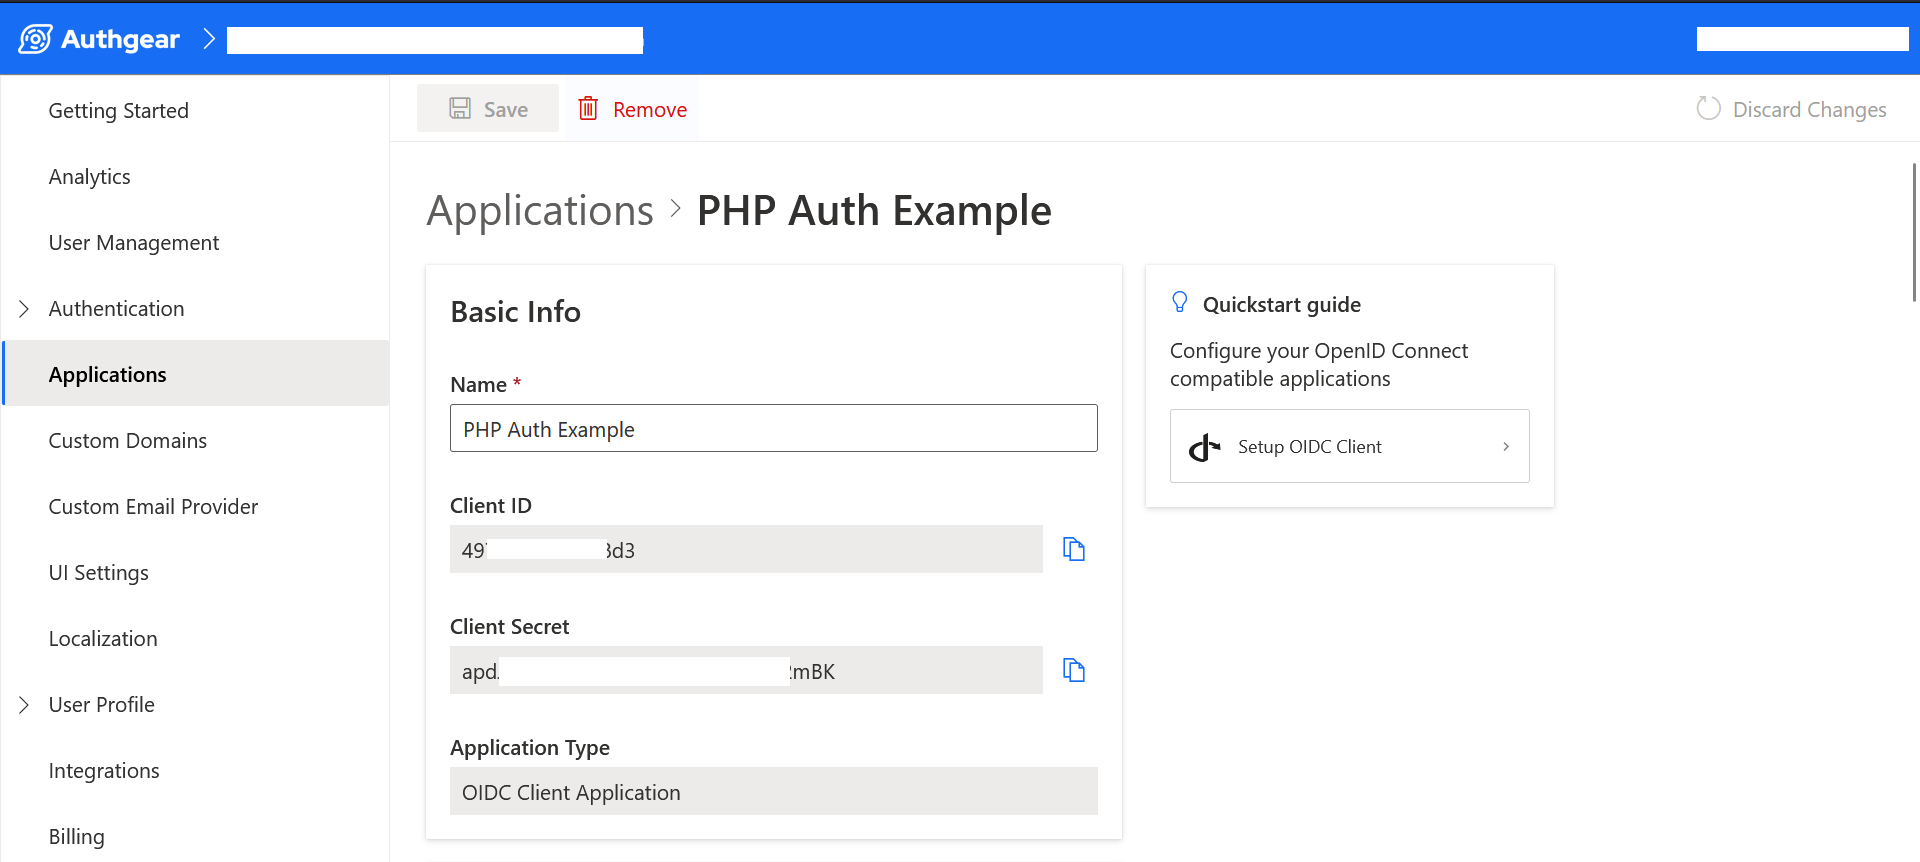 Authgear
Getting Started
Analytics
User Management
Authentication
Applications
Custom Domains
Custom Email Provider
UI Settings
Localization
User Profile
Integrations
Billing
Save
Remove
Discard Changes
Applications > PHP Auth Example
Basic Info
Name *
PHP Auth Example
Client ID
49 3d3
Client Secret
apd mBK
Application Type
OIDC Client Application
Quickstart guide
Configure your OpenID Connect
compatible applications
Setup OIDC Client